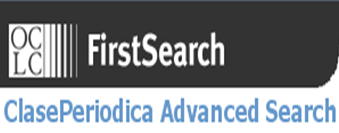 OC
LC
FirstSearch
ClasePeriodica Advanced Search